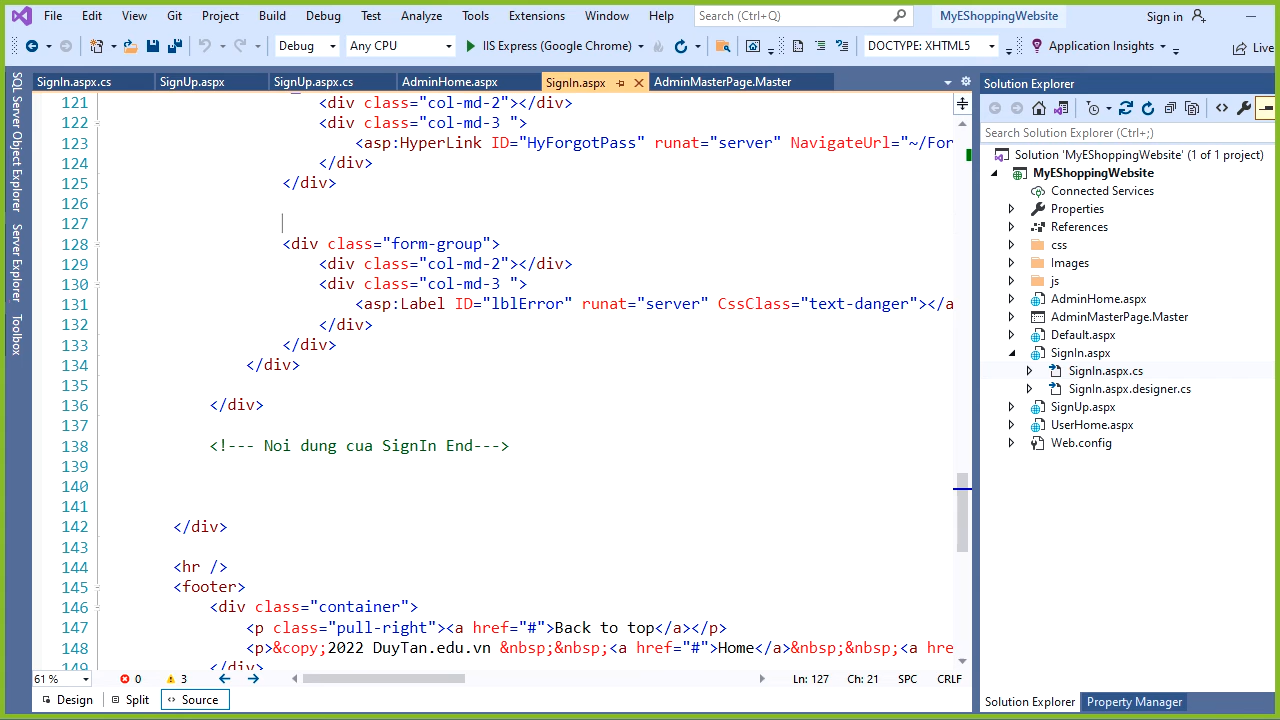 File Edit View Git Project Build Debug Test Analyze Tools Extensions Window Help Search (Ctrl+Q) MyEShoppingWebsite Sign in
Debug Any CPU IIS Express (Google Chrome) DOCTYPE: XHTML5 Application Insights Live
SignIn.aspx.cs SignUp.aspx SignUp.aspx.cs AdminHome.aspx SignIn.aspx AdminMasterPage.Master
SQL Server Object Explorer
Server Explorer
Toolbox
121 <div class="col-md-2"></div>
122 <div class="col-md-3 ">
123 <asp:HyperLink ID="HyForgotPass" runat="server" NavigateUrl="~/For
124 </div>
125 </div>
126
127
128 <div class="form-group">
129 <div class="col-md-2"></div>
130 <div class="col-md-3 ">
131 <asp:Label ID="lblError" runat="server" CssClass="text-danger"></a
132 </div>
133 </div>
134 </div>
135
136 </div>
137
138 <!--- Noi dung cua SignIn End--->
139
140
141
142 </div>
143
144 <hr />
145 <footer>
146 <div class="container">
147 <p class="pull-right"><a href="#">Back to top</a></p>
148 <p>&copy;2022 DuyTan.edu.vn &nbsp;&nbsp;<a href="#">Home</a>&nbsp;&nbsp;<a hre
149 </div>
61 % 0 3 Ln: 127 Ch: 21 SPC CRLF
Design Split Source
Solution Explorer
Search Solution Explorer (Ctrl+;)
Solution 'MyEShoppingWebsite' (1 of 1 project)
MyEShoppingWebsite
Connected Services
Properties
References
css
Images
js
AdminHome.aspx
AdminMasterPage.Master
Default.aspx
SignIn.aspx
SignIn.aspx.cs
SignIn.aspx.designer.cs
SignUp.aspx
UserHome.aspx
Web.config
Solution Explorer Property Manager